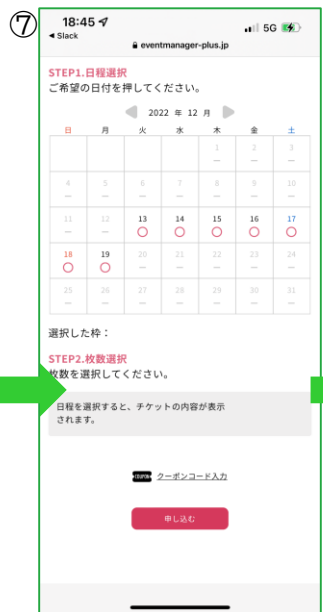 ⑦
18:45
5G
◀ Slack
eventmanager-plus.jp
STEP1.日程選択
ご希望の日付を押してください。
◀ 2022 年 12 月 ▶
日 月 火 水 木 金 土
1 2 3
— — —
4 5 6 7 8 9 10
— — — — — — —
11 12 13 14 15 16 17
— — ○ ○ ○ ○ ○
18 19 20 21 22 23 24
○ ○ — — — — —
25 26 27 28 29 30 31
— — — — — — —
選択した枠：
STEP2.枚数選択
枚数を選択してください。
日程を選択すると、チケットの内容が表示
されます。
COUPON クーポンコード入力
申し込む